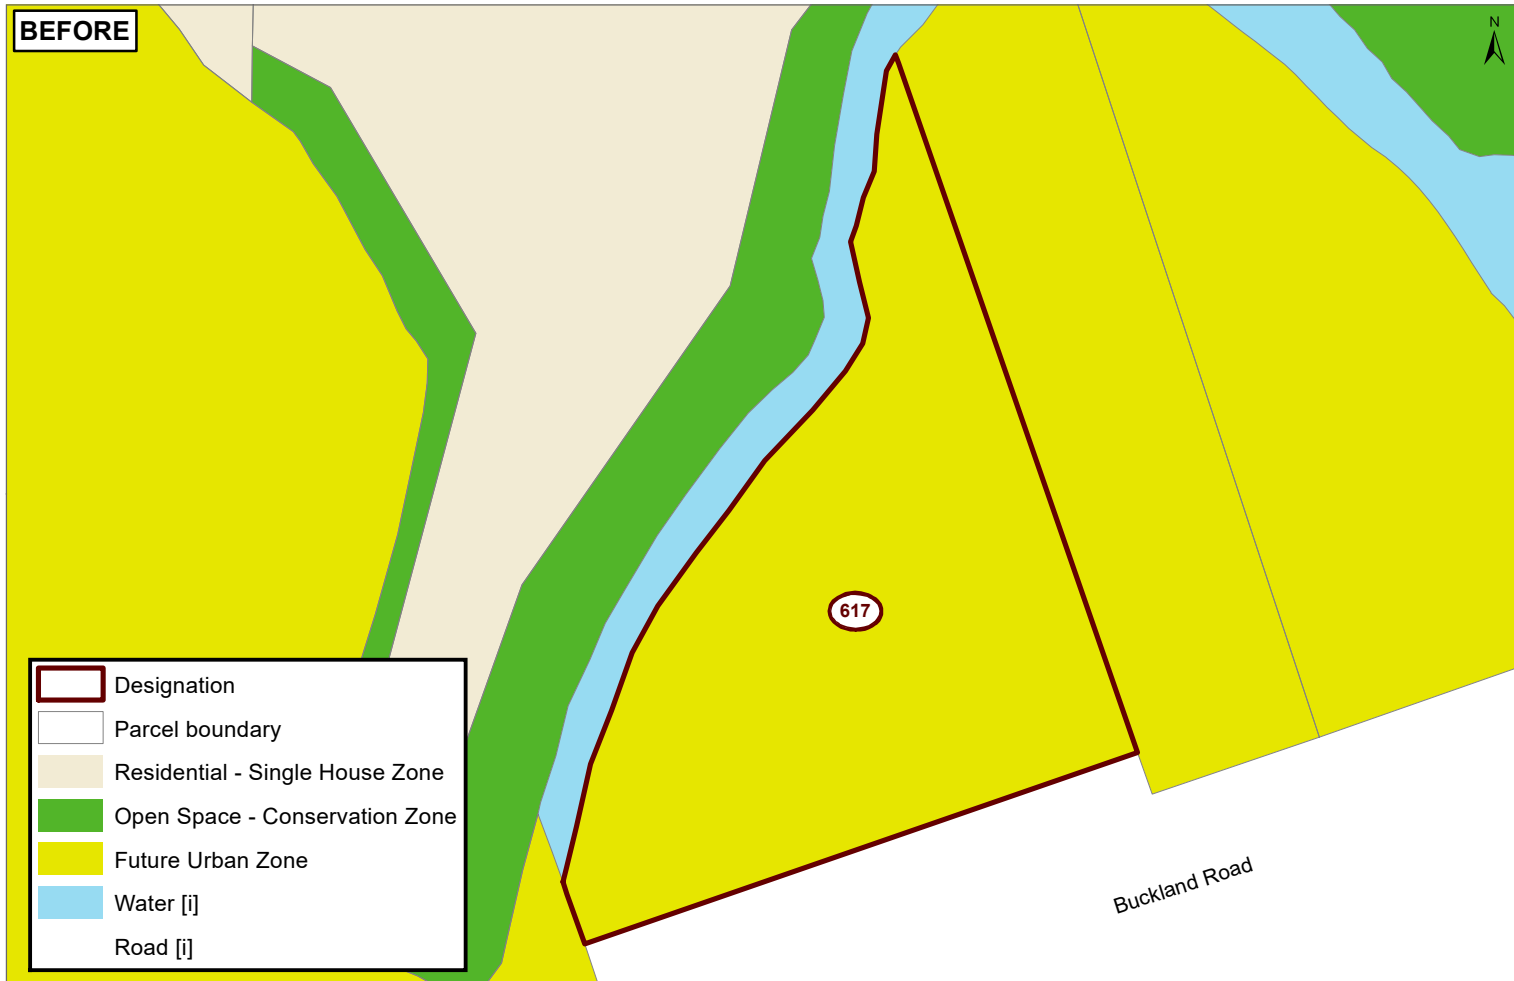 BEFORE
N
617
Designation
Parcel boundary
Residential - Single House Zone
Open Space - Conservation Zone
Future Urban Zone
Water [i]
Road [i]
Buckland Road